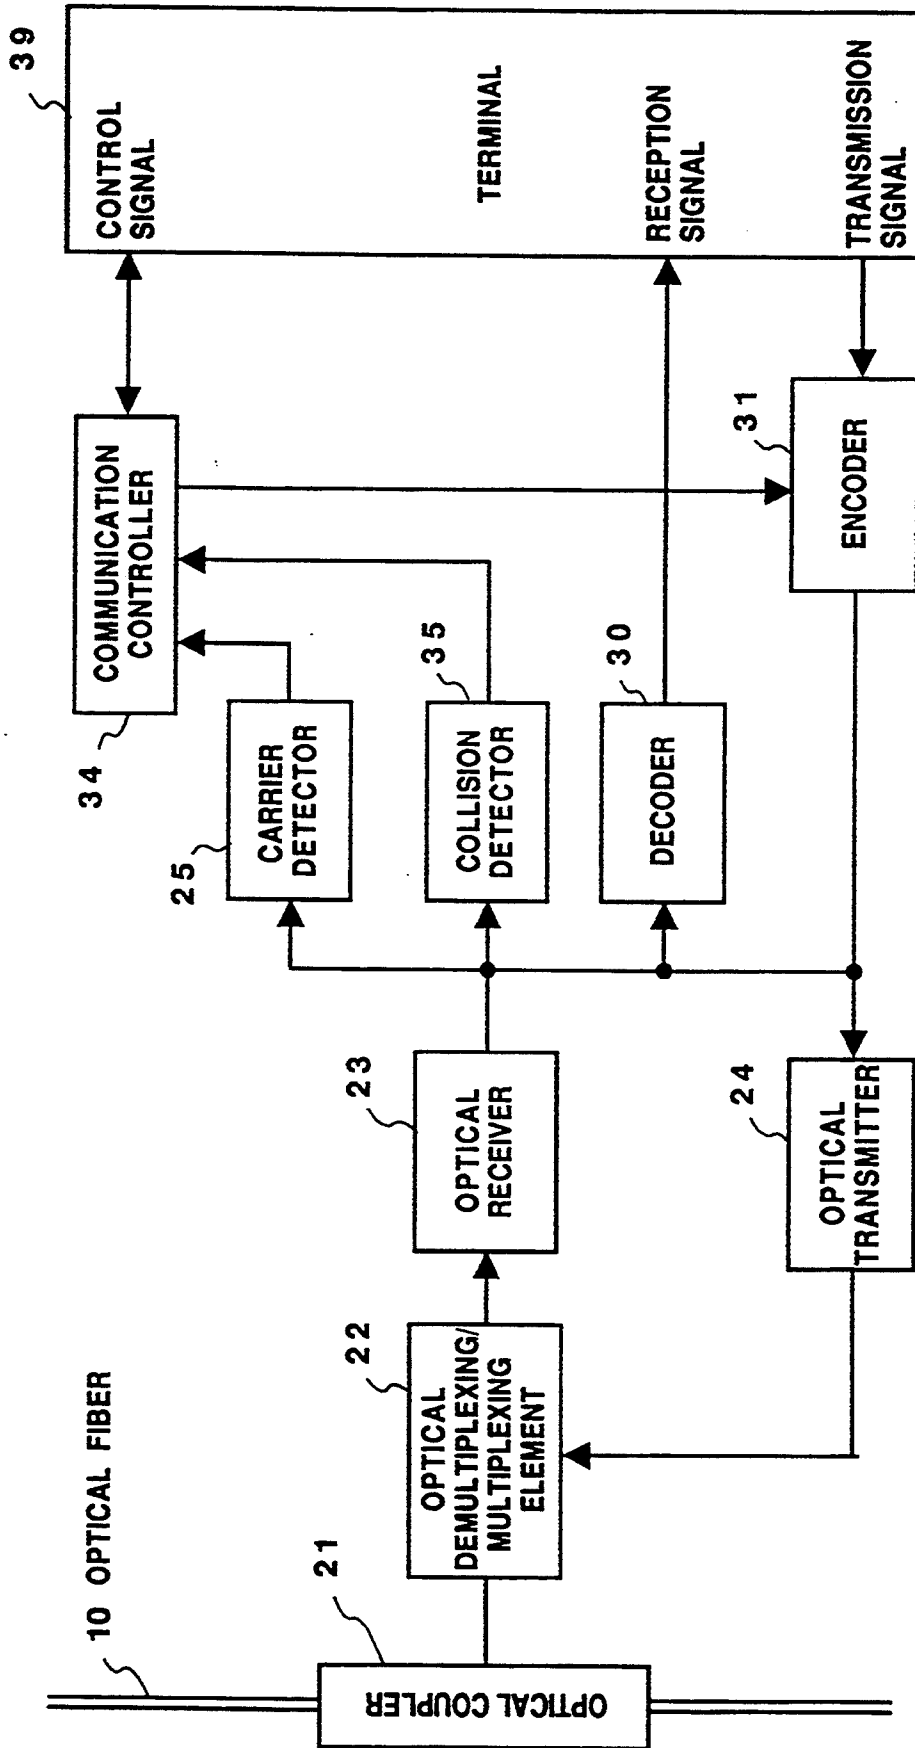 10 OPTICAL FIBER
21
OPTICAL COUPLER
22
OPTICAL
DEMULTIPLEXING/
MULTIPLEXING
ELEMENT
23
OPTICAL
RECEIVER
24
OPTICAL
TRANSMITTER
25
CARRIER
DETECTOR
35
COLLISION
DETECTOR
30
DECODER
34
COMMUNICATION
CONTROLLER
31
ENCODER
39
CONTROL
SIGNAL
TERMINAL
RECEPTION
SIGNAL
TRANSMISSION
SIGNAL